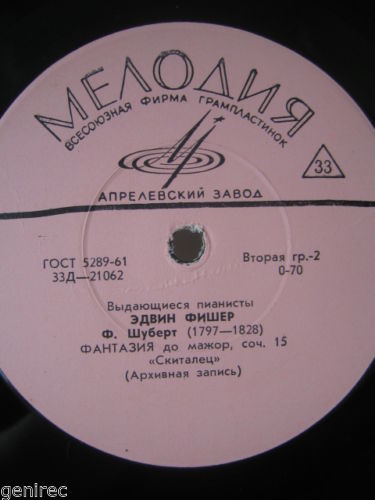 МЕЛОДИЯ
ВСЕСОЮЗНАЯ ФИРМА ГРАМПЛАСТИНОК
33
АПРЕЛЕВСКИЙ ЗАВОД
ГОСТ 5289-61
33Д—21062
Вторая гр.-2
0-70
Выдающиеся пианисты
ЭДВИН ФИШЕР
Ф. Шуберт (1797—1828)
ФАНТАЗИЯ до мажор, соч. 15
«Скиталец»
(Архивная запись)
genirec